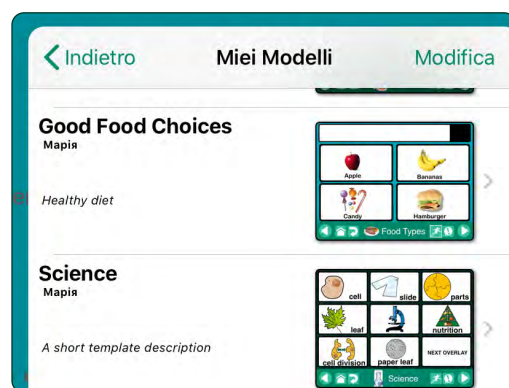 Indietro
Miei Modelli
Modifica
Good Food Choices
Марія
Healthy diet
Apple
Bananas
Candy
Hamburger
Food Types
Science
Марія
A short template description
cell
slide
parts
leaf
nutrition
cell division
paper leaf
NEXT OVERLAY
Science